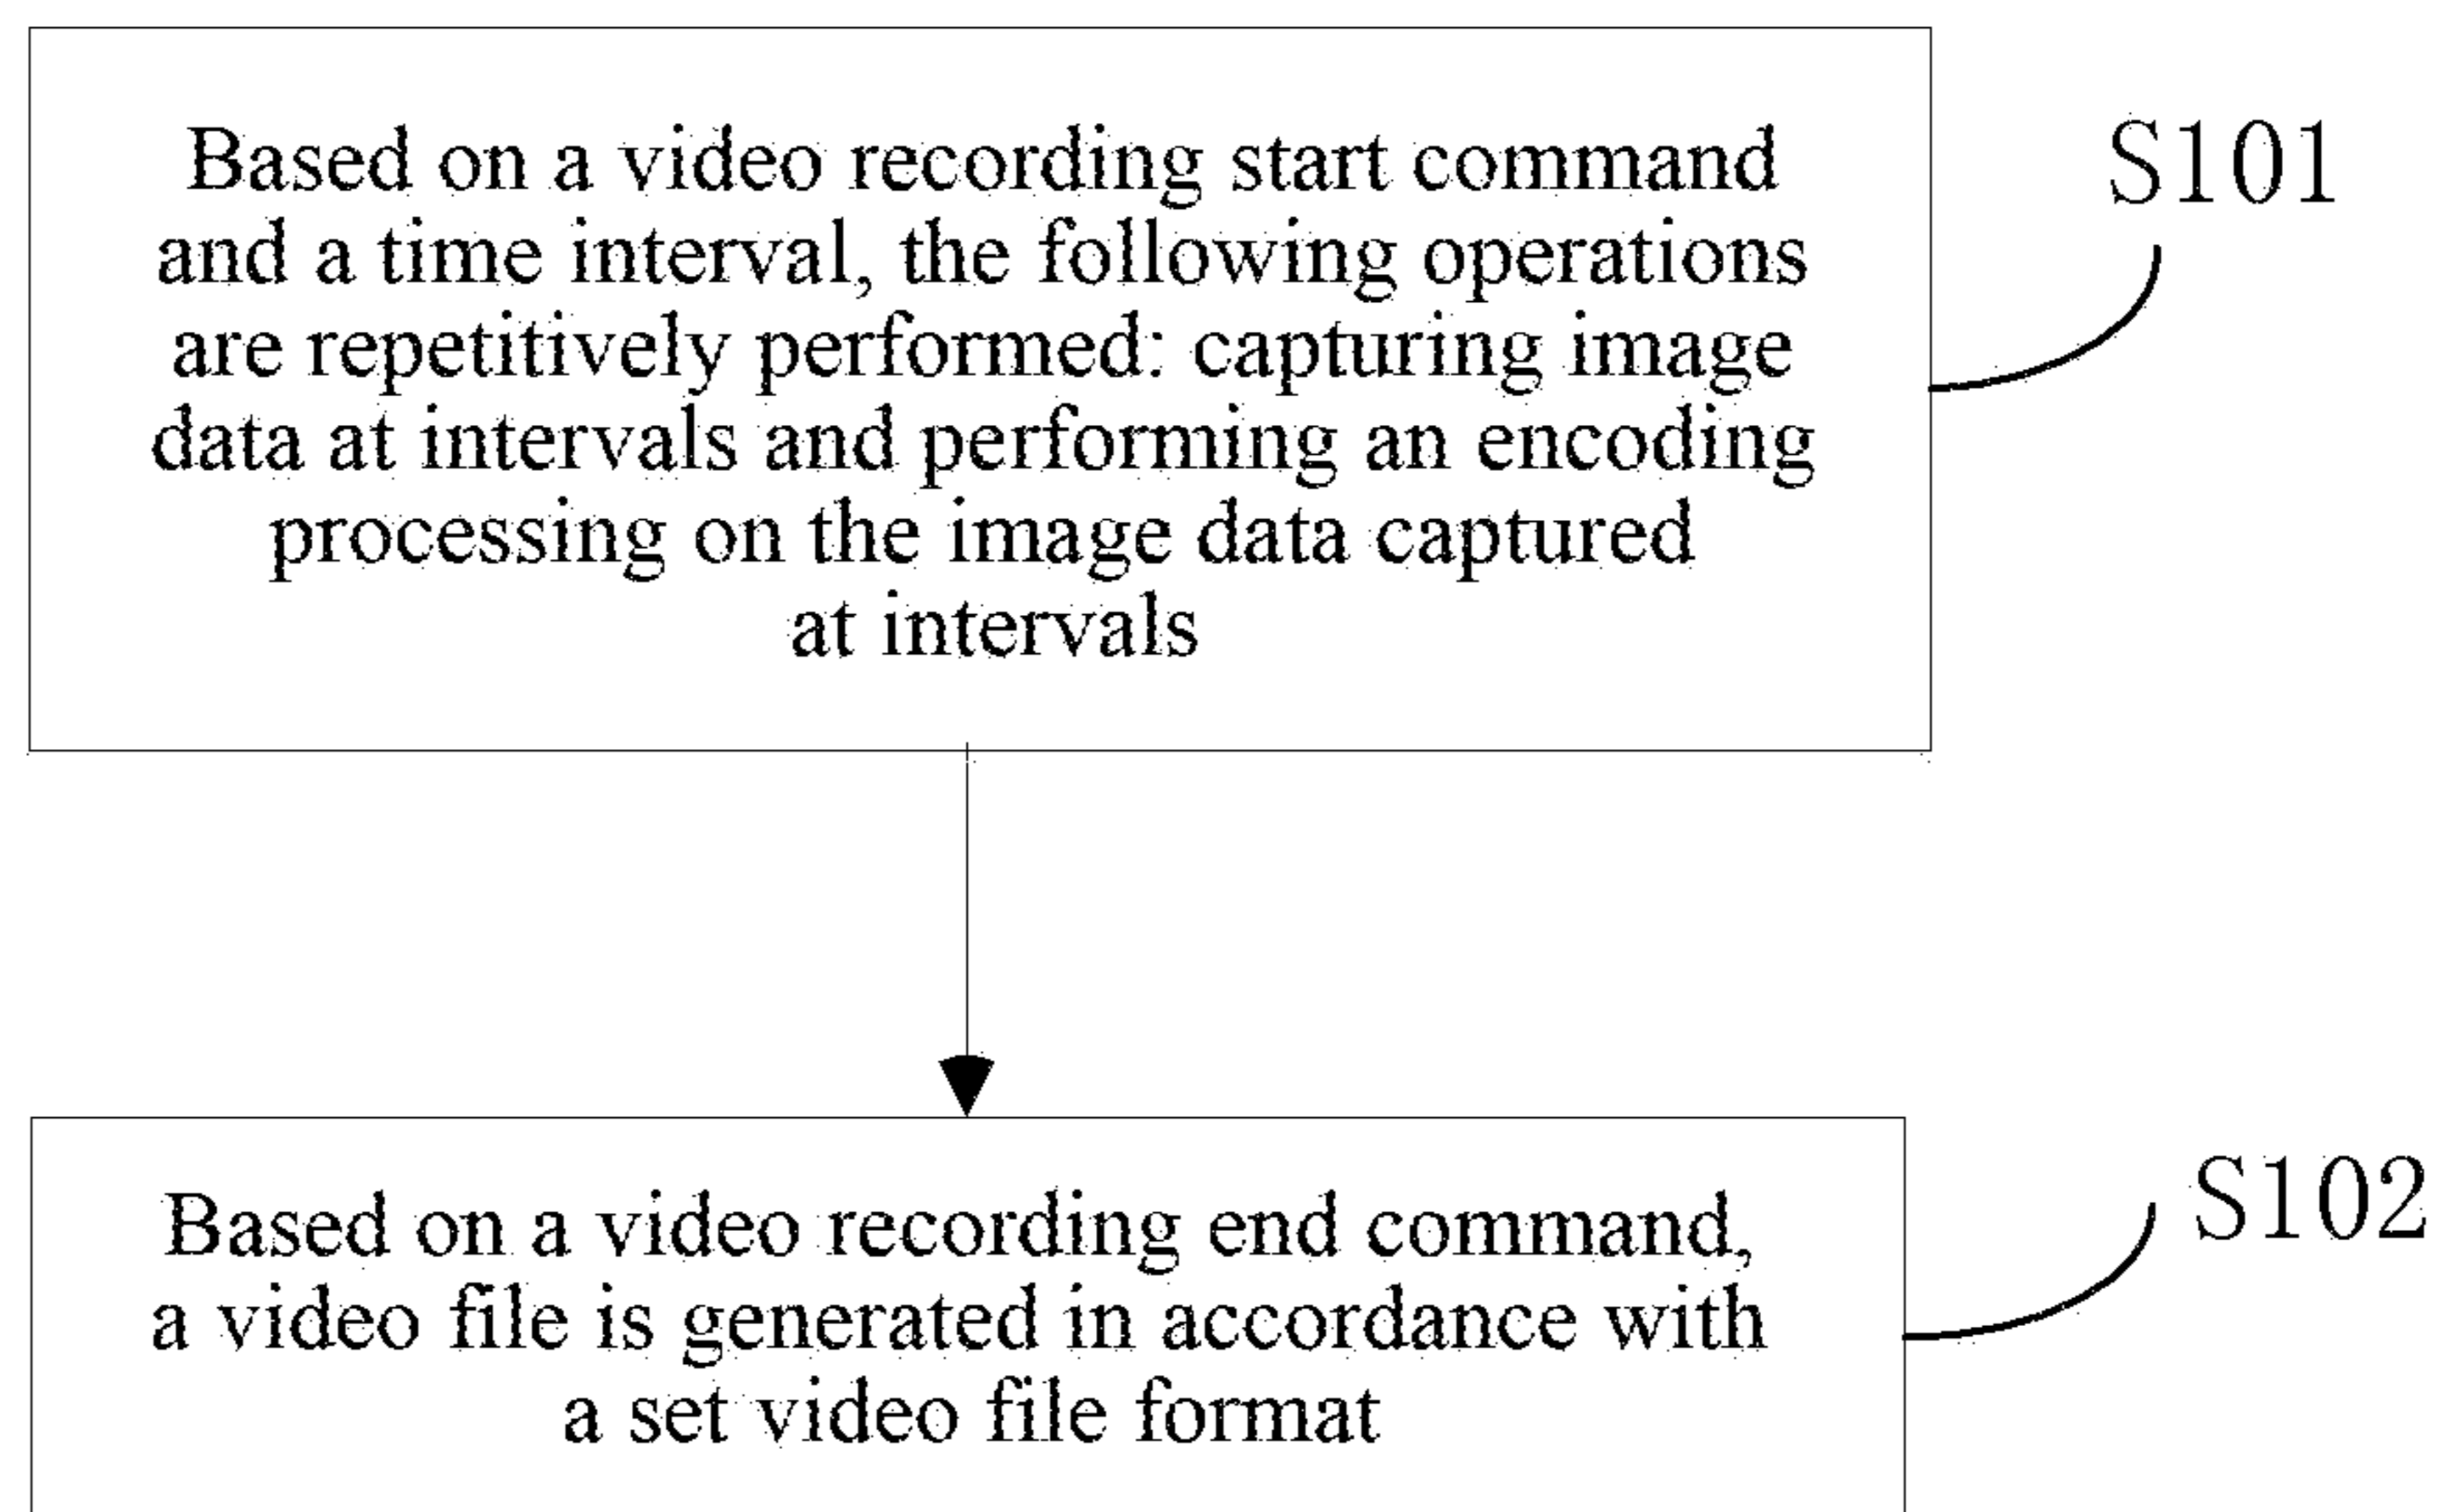 Based on a video recording start command
and a time interval, the following operations
are repetitively performed: capturing image
data at intervals and performing an encoding
processing on the image data captured
at intervals
S101
Based on a video recording end command,
a video file is generated in accordance with
a set video file format
S102